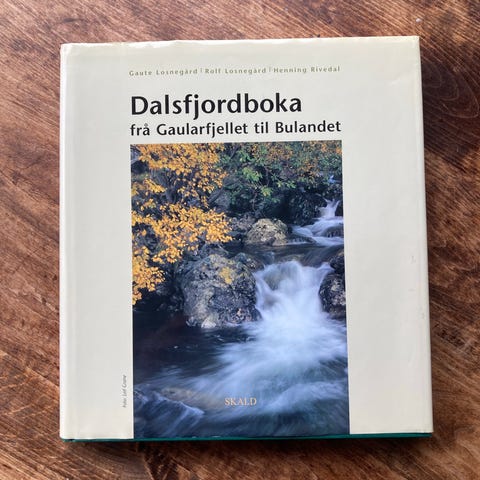 Gaute Losnegård | Rolf Losnegård | Henning Rivedal
Dalsfjordboka
frå Gaularfjellet til Bulandet
SKALD